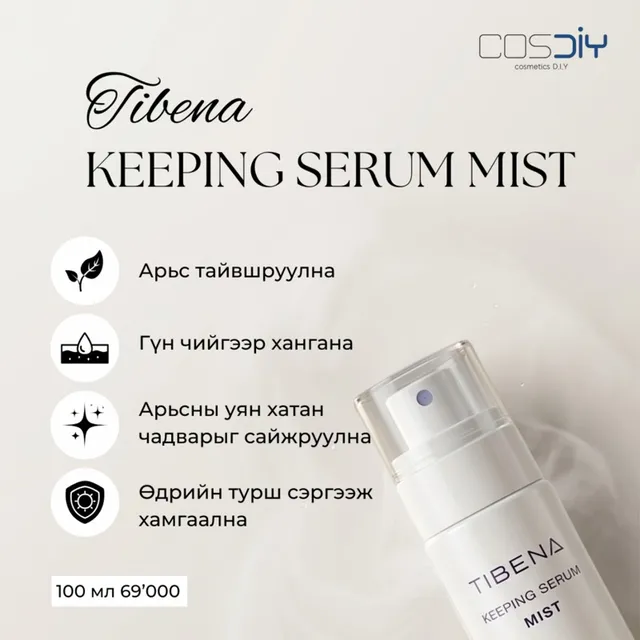 COSDIY
cosmetics D.I.Y
Tibena
KEEPING SERUM MIST
Арьс тайвшруулна
Гүн чийгээр хангана
Арьсны уян хатан
чадварыг сайжруулна
Өдрийн турш сэргээж
хамгаална
100 мл 69’000
TIBENA
KEEPING SERUM
MIST